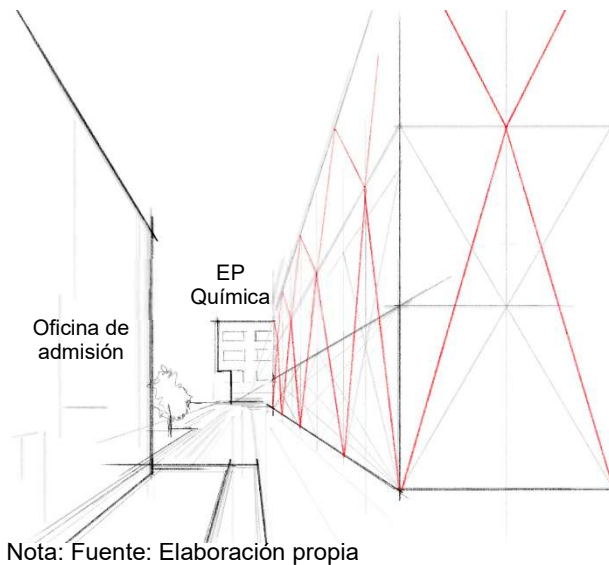 EP
Química
Oficina de
admisión
Nota: Fuente: Elaboración propia